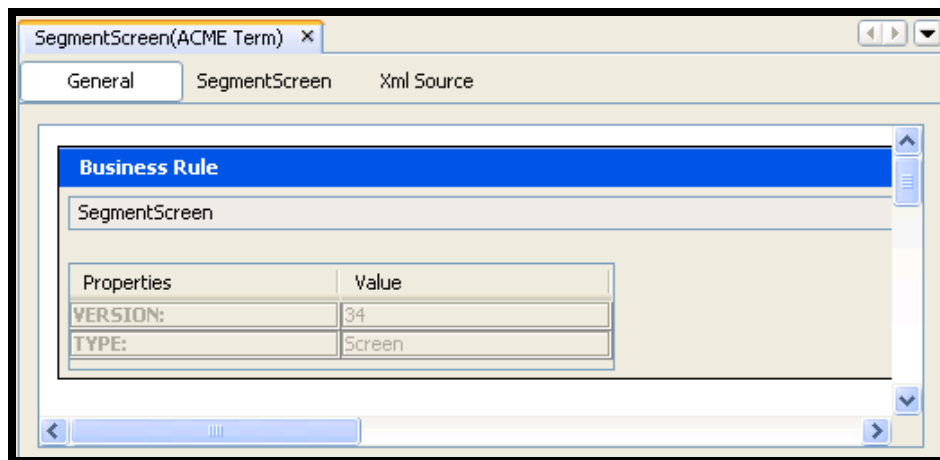 SegmentScreen(ACME Term) ×
General SegmentScreen Xml Source
Business Rule
SegmentScreen
Properties Value
VERSION: 34
TYPE: Screen